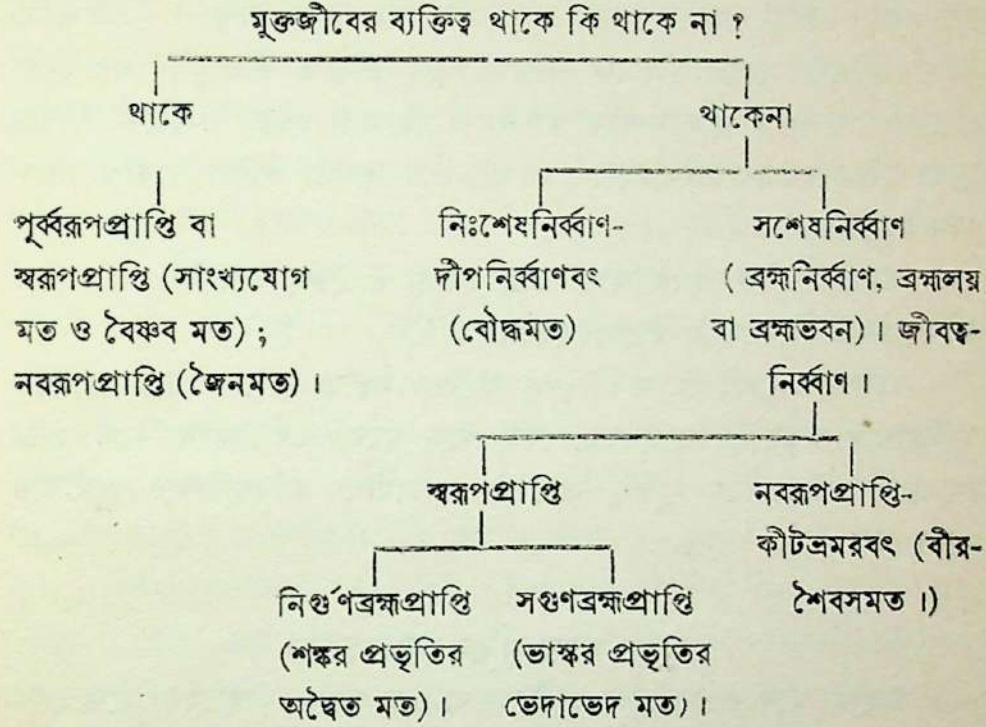 মুক্তজীবের ব্যক্তিত্ব থাকে কি থাকে না ?
থাকে
থাকেনা
পূর্ব্বরূপপ্রাপ্তি বা
স্বরূপপ্রাপ্তি (সাংখ্যযোগ
মত ও বৈষ্ণব মত) ;
নবরূপপ্রাপ্তি (জৈনমত) ।
নিঃশেষনির্ব্বাণ-
দীপনির্ব্বাণবৎ
(বৌদ্ধমত)
সশেষনির্ব্বাণ
( ব্রহ্মনির্ব্বাণ, ব্রহ্মলয়
বা ব্রহ্মভবন) । জীবত্ব-
নির্ব্বাণ ।
স্বরূপপ্রাপ্তি
নবরূপপ্রাপ্তি-
কীটভ্রমরবৎ (বীর-
শৈবসমত ।)
নির্গুণব্রহ্মপ্রাপ্তি
(শঙ্কর প্রভৃতির
অদ্বৈত মত) ।
সগুণব্রহ্মপ্রাপ্তি
(ভাস্কর প্রভৃতির
ভেদাভেদ মত) ।